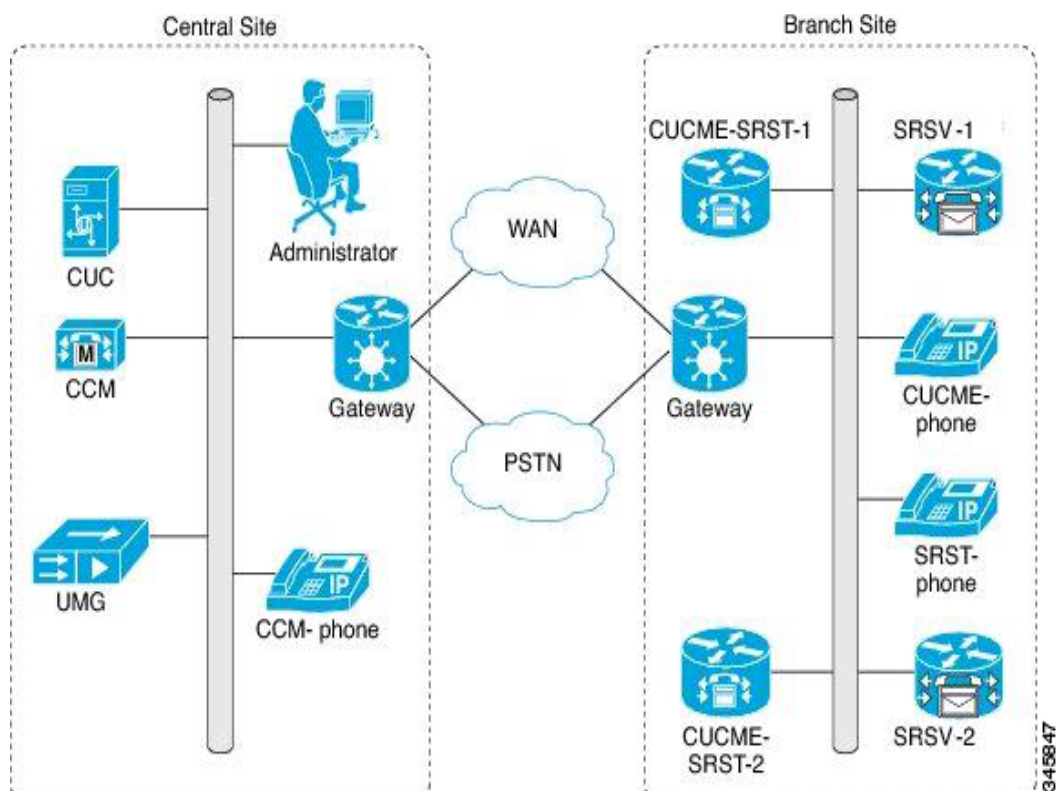 Central Site
Branch Site
CUCME-SRST-1
SRSV-1
Administrator
WAN
CUC
M
CCM
Gateway
Gateway
IP
CUCME-
phone
PSTN
IP
SRST-
phone
UMG
IP
CCM- phone
CUCME-
SRST-2
SRSV-2
345847